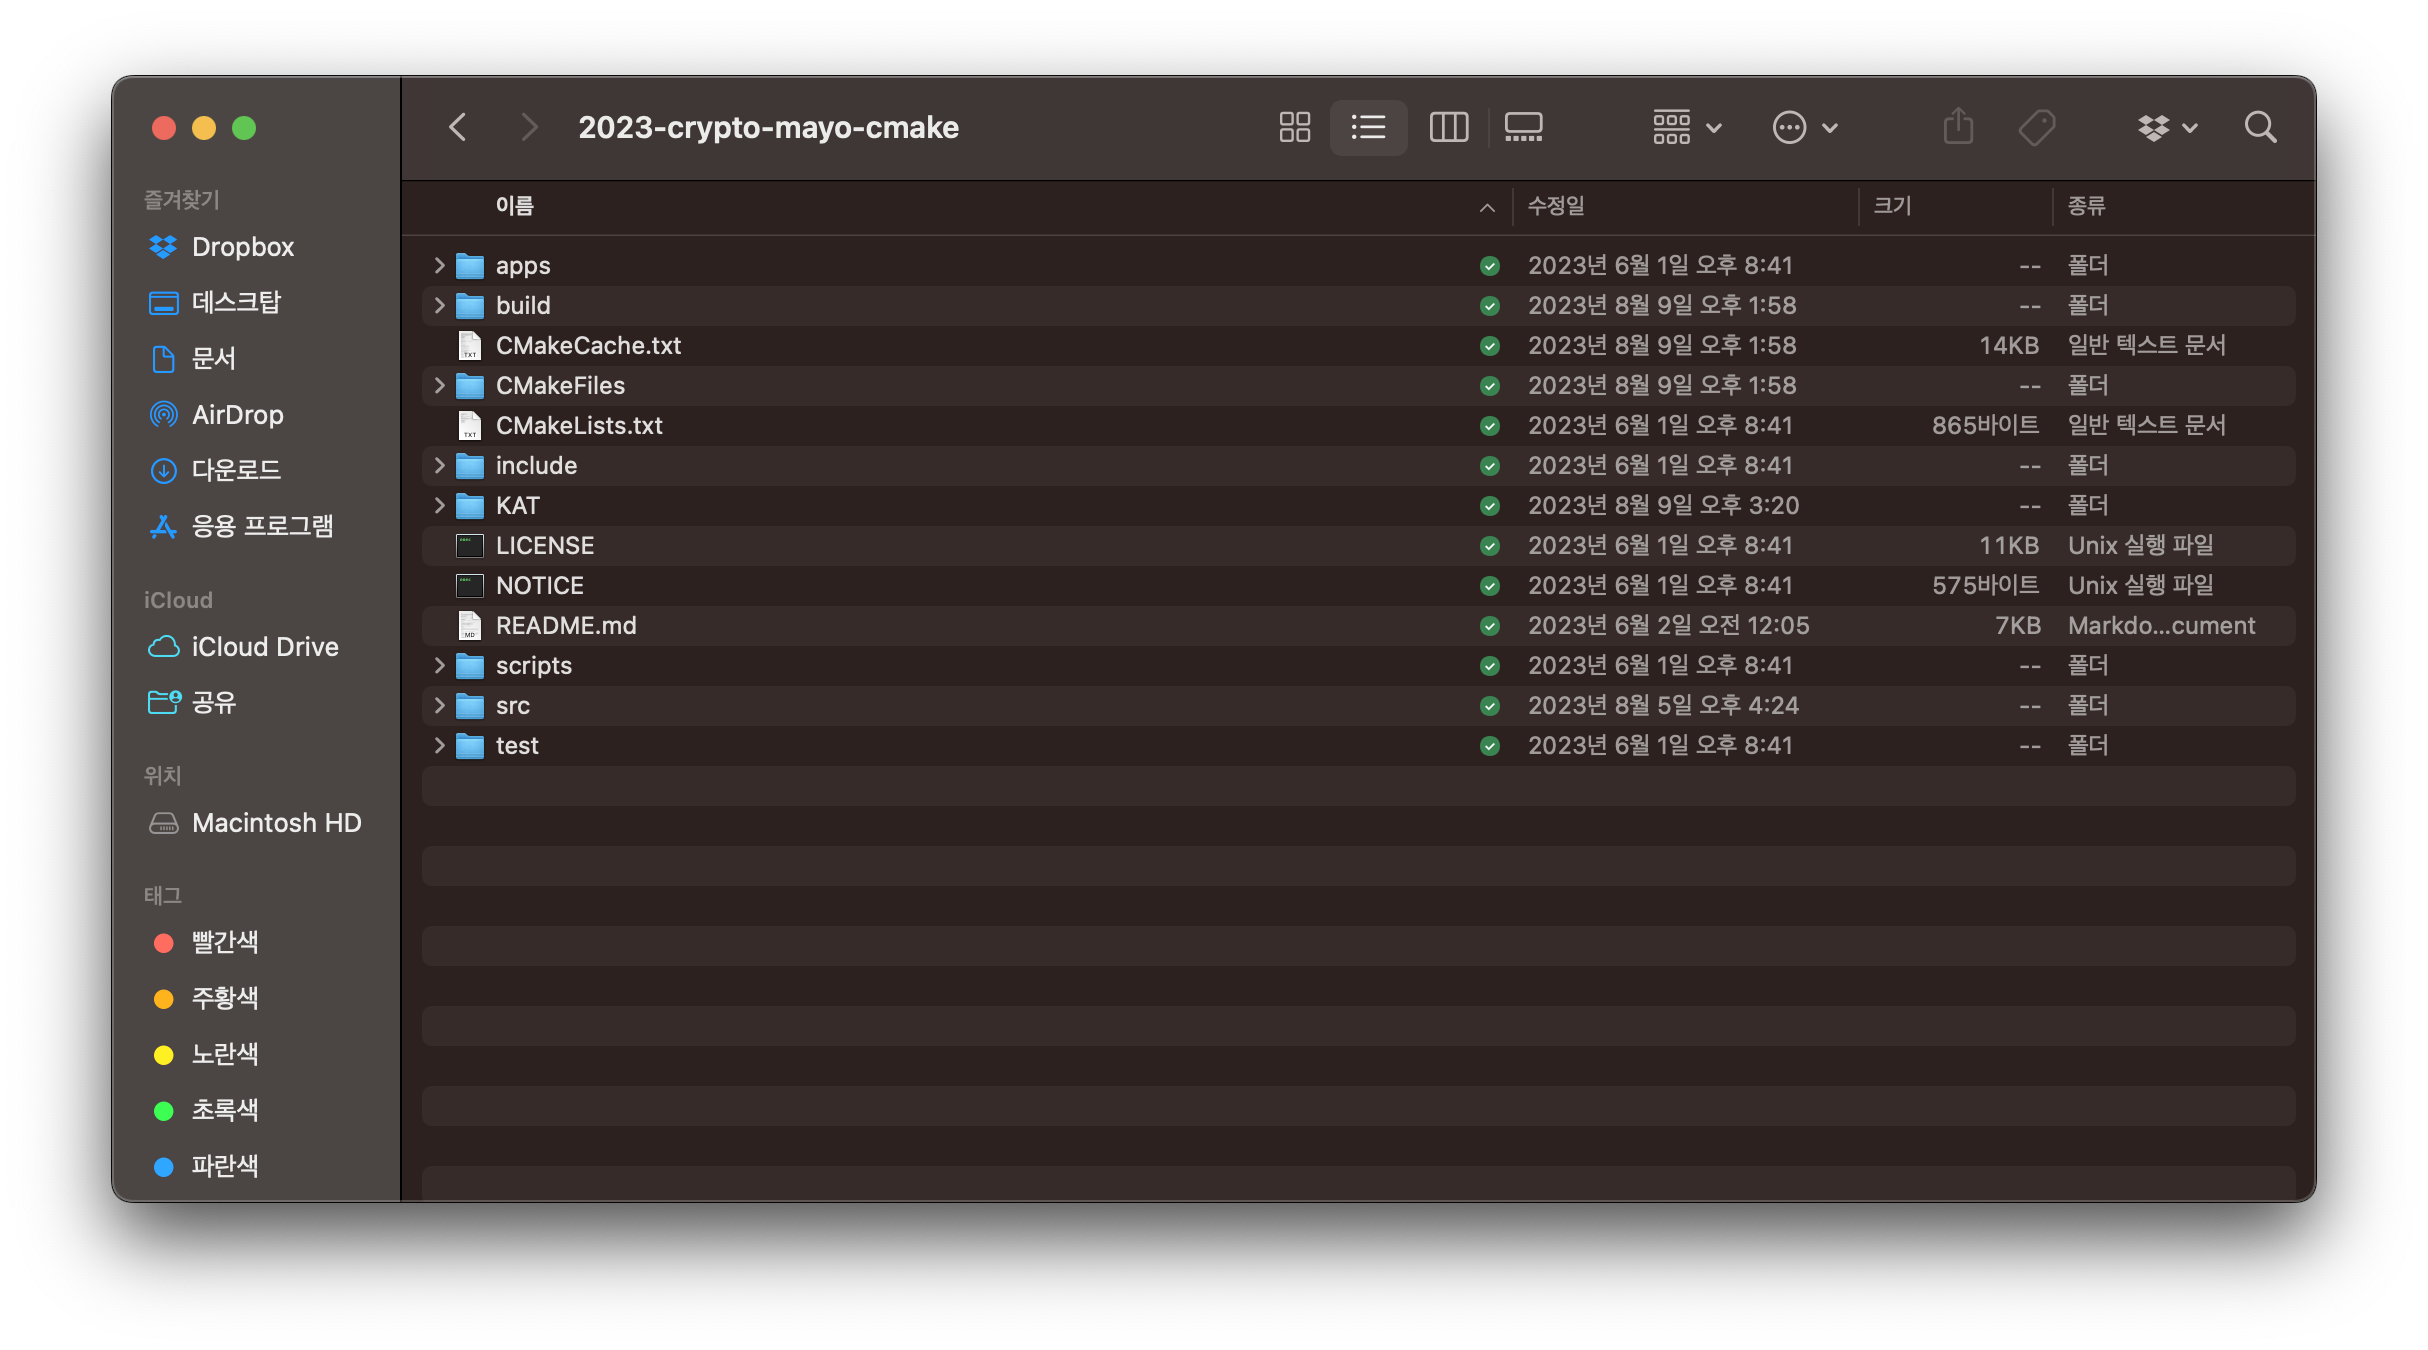 2023-crypto-mayo-cmake
즐겨찾기
Dropbox
데스크탑
문서
AirDrop
다운로드
응용 프로그램
iCloud
iCloud Drive
공유
위치
Macintosh HD
태그
빨간색
주황색
노란색
초록색
파란색
이름 수정일 크기 종류
apps 2023년 6월 1일 오후 8:41 -- 폴더
build 2023년 8월 9일 오후 1:58 -- 폴더
CMakeCache.txt 2023년 8월 9일 오후 1:58 14KB 일반 텍스트 문서
CMakeFiles 2023년 8월 9일 오후 1:58 -- 폴더
CMakeLists.txt 2023년 6월 1일 오후 8:41 865바이트 일반 텍스트 문서
include 2023년 6월 1일 오후 8:41 -- 폴더
KAT 2023년 8월 9일 오후 3:20 -- 폴더
LICENSE 2023년 6월 1일 오후 8:41 11KB Unix 실행 파일
NOTICE 2023년 6월 1일 오후 8:41 575바이트 Unix 실행 파일
README.md 2023년 6월 2일 오전 12:05 7KB Markdo...cument
scripts 2023년 6월 1일 오후 8:41 -- 폴더
src 2023년 8월 5일 오후 4:24 -- 폴더
test 2023년 6월 1일 오후 8:41 -- 폴더